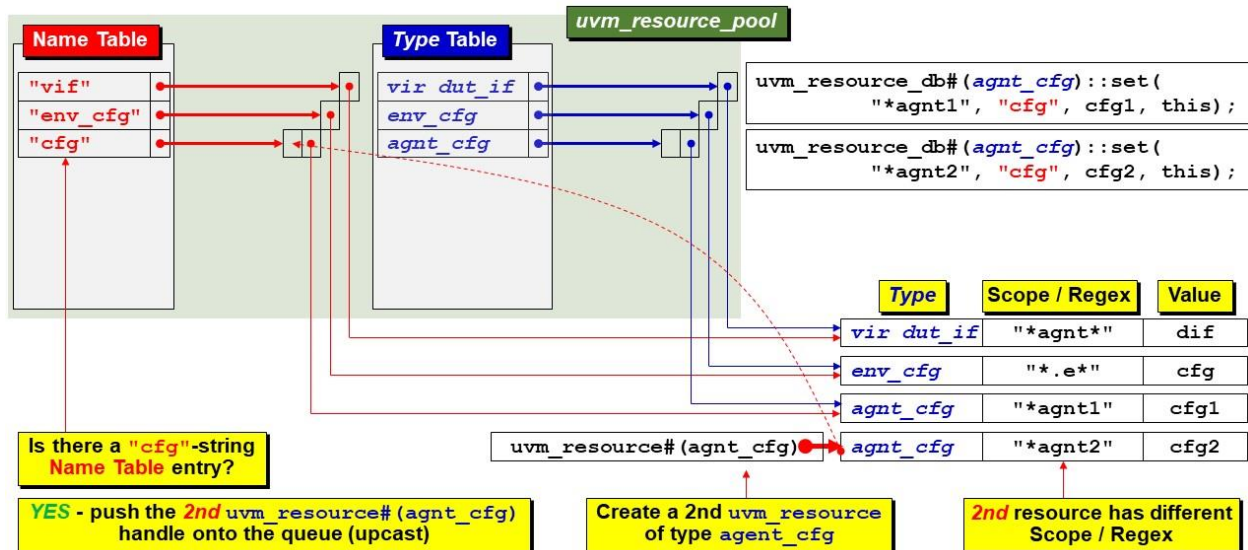 uvm_resource_pool
Name Table
Type Table
"vif"
"env_cfg"
"cfg"
vir dut_if
env_cfg
agnt_cfg
uvm_resource_db#(agnt_cfg)::set(
"*agnt1", "cfg", cfg1, this);
uvm_resource_db#(agnt_cfg)::set(
"*agnt2", "cfg", cfg2, this);
Type Scope / Regex Value
vir dut_if "*agnt*" dif
env_cfg "*.e*" cfg
agnt_cfg "*agnt1" cfg1
uvm_resource#(agnt_cfg) agnt_cfg "*agnt2" cfg2
Is there a "cfg"-string
Name Table entry?
YES - push the 2nd uvm_resource#(agnt_cfg)
handle onto the queue (upcast)
Create a 2nd uvm_resource
of type agent_cfg
2nd resource has different
Scope / Regex